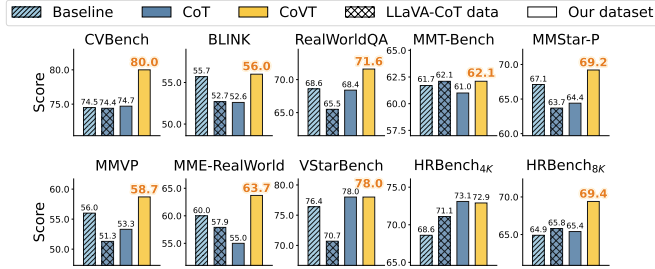 Baseline CoT CoVT LLaVA-CoT data Our dataset
CVBench BLINK RealWorldQA MMT-Bench MMStar-P
Score
80.0
75.0
74.5 74.4 74.7 80.0
55.0
50.0
55.7 52.7 52.6 56.0
70.0
65.0
68.6 65.5 68.4 71.6
65.0
62.5
60.0
57.5
61.7 62.1 61.0 62.1
70.0
65.0
60.0
67.1 63.7 64.4 69.2
MMVP MME-RealWorld VStarBench HRBench4K HRBench8K
Score
60.0
55.0
50.0
56.0 51.3 53.3 58.7
65.0
60.0
55.0
60.0 57.9 55.0 63.7
80.0
75.0
70.0
76.4 70.7 78.0 78.0
75.0
70.0
65.0
68.6 71.1 73.1 72.9
70.0
65.0
64.9 65.8 65.4 69.4